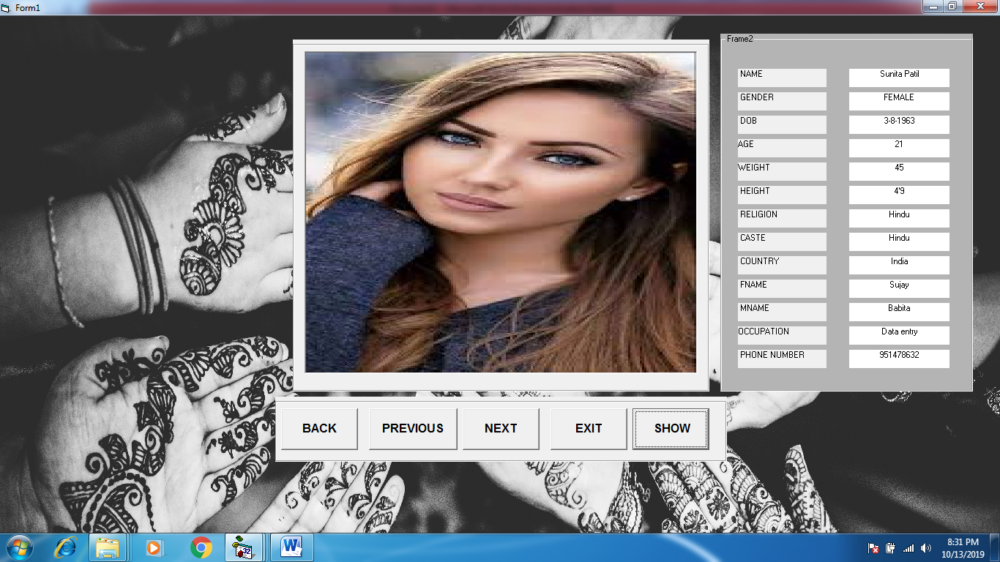 Form1
Frame2
NAME Sunita Patil
GENDER FEMALE
DOB 3-8-1963
AGE 21
WEIGHT 45
HEIGHT 4'9
RELIGION Hindu
CASTE Hindu
COUNTRY India
FNAME Sujay
MNAME Babita
OCCUPATION Data entry
PHONE NUMBER 951478632
BACK PREVIOUS NEXT EXIT SHOW
32
W
8:31 PM
10/13/2019